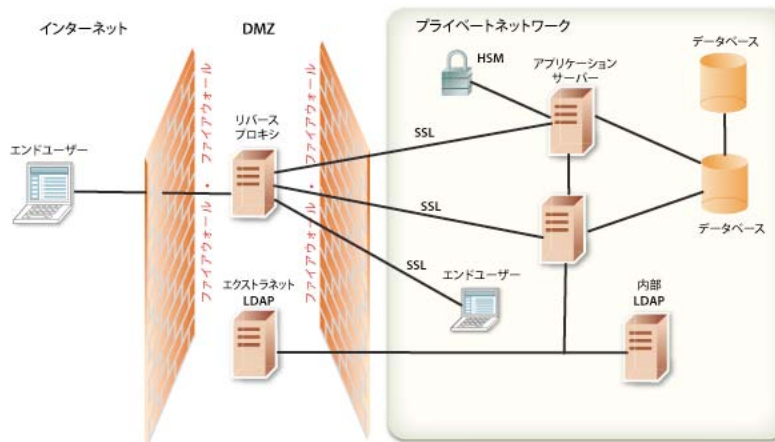 インターネット
DMZ
プライベートネットワーク
データベース
HSM
アプリケーション
サーバー
ファイアウォール・ファイアウォール
ファイアウォール・ファイアウォール
リバース
プロキシ
SSL
エンドユーザー
SSL
データベース
SSL
エンドユーザー
エクストラネット
LDAP
内部
LDAP